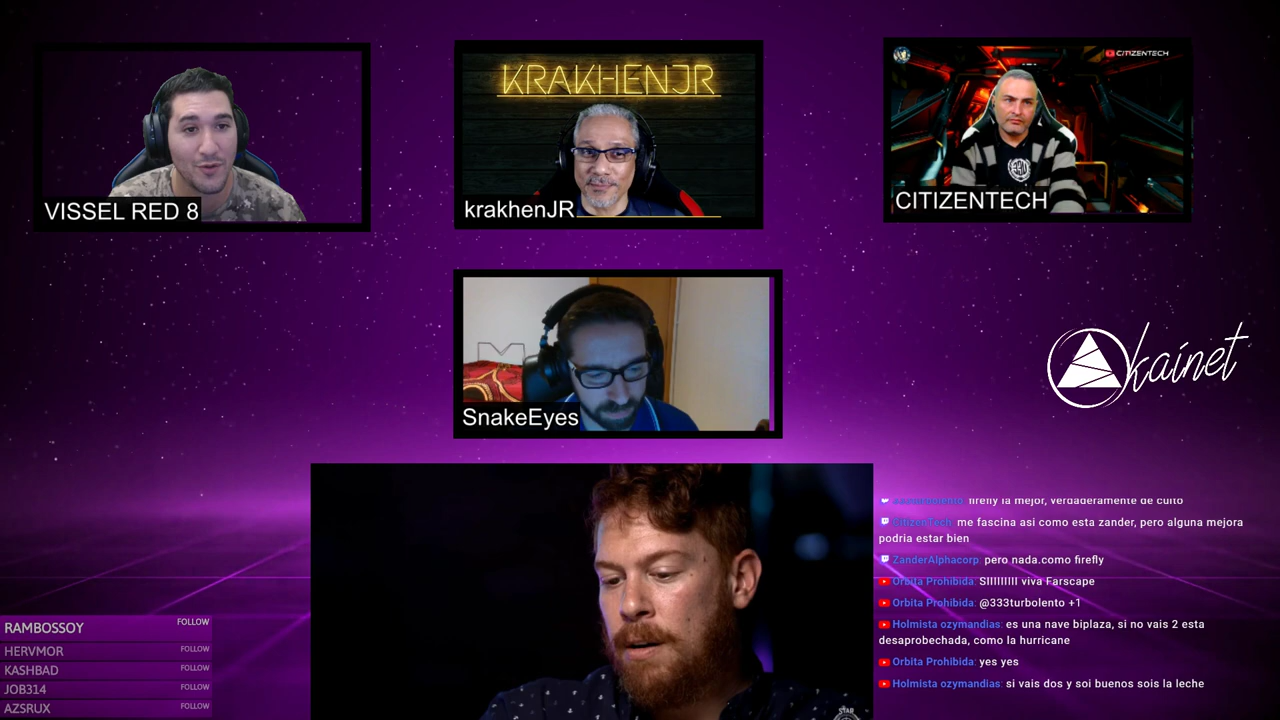 KRAKHENJR
CITIZENTECH
VISSEL RED 8
krakhenJR
CITIZENTECH
SnakeEyes
kainet
firefly la mejor, verdaderamente de culto
CitizenTech: me fascina asi como esta zander, pero alguna mejora
podria estar bien
ZanderAlphacorp: pero nada.como firefly
Orbita Prohibida: SIIIIIIIII viva Farscape
Orbita Prohibida: @333turbolento +1
Holmista ozymandias: es una nave biplaza, si no vais 2 esta
desaprobechada, como la hurricane
Orbita Prohibida: yes yes
Holmista ozymandias: si vais dos y soi buenos sois la leche
RAMBOSSOY FOLLOW
HERVMOR FOLLOW
KASHBAD FOLLOW
JOB314 FOLLOW
AZSRUX FOLLOW
STAR